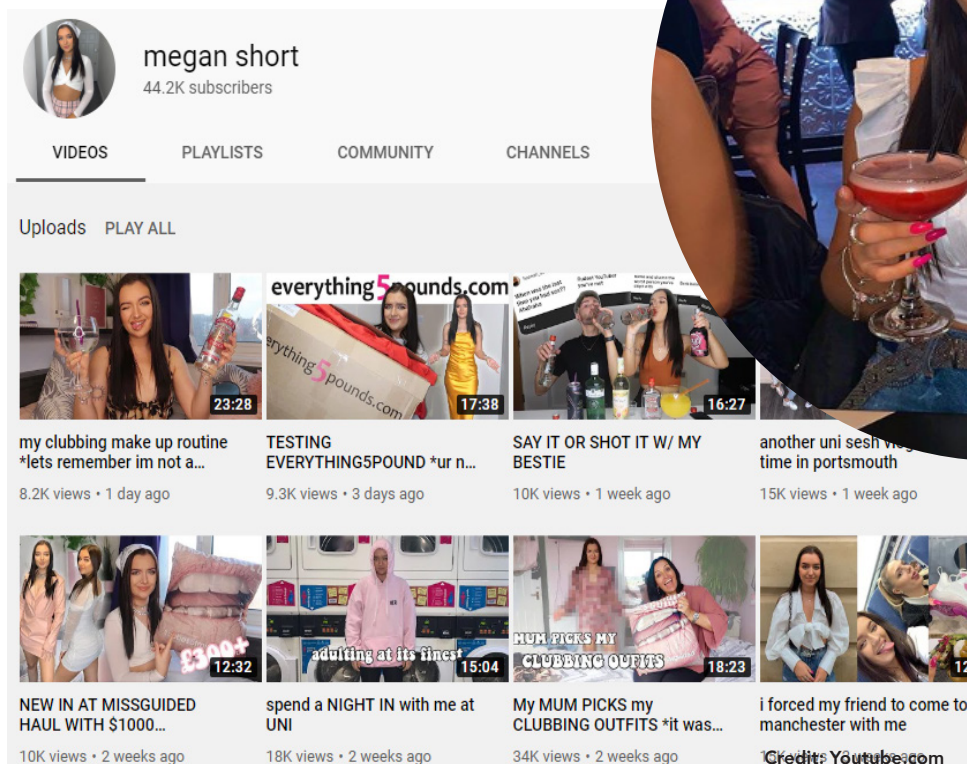 megan short
44.2K subscribers
VIDEOS
PLAYLISTS
COMMUNITY
CHANNELS
Uploads
PLAY ALL
everything5pounds.com
erything5pounds.com
23:28
17:38
16:27
my clubbing make up routine
*lets remember im not a...
8.2K views • 1 day ago
TESTING
EVERYTHING5POUND *ur n...
9.3K views • 3 days ago
SAY IT OR SHOT IT W/ MY
BESTIE
10K views • 1 week ago
another uni sesh
time in portsmouth
15K views • 1 week ago
£300+
12:32
adulting at its finest
15:04
MUM PICKS MY
CLUBBING OUFITS
18:23
12
NEW IN AT MISSGUIDED
HAUL WITH $1000...
10K views • 2 weeks ago
spend a NIGHT IN with me at
UNI
18K views • 2 weeks ago
My MUM PICKS my
CLUBBING OUTFITS *it was...
34K views • 2 weeks ago
i forced my friend to come to
manchester with me
Credit: Youtube.com